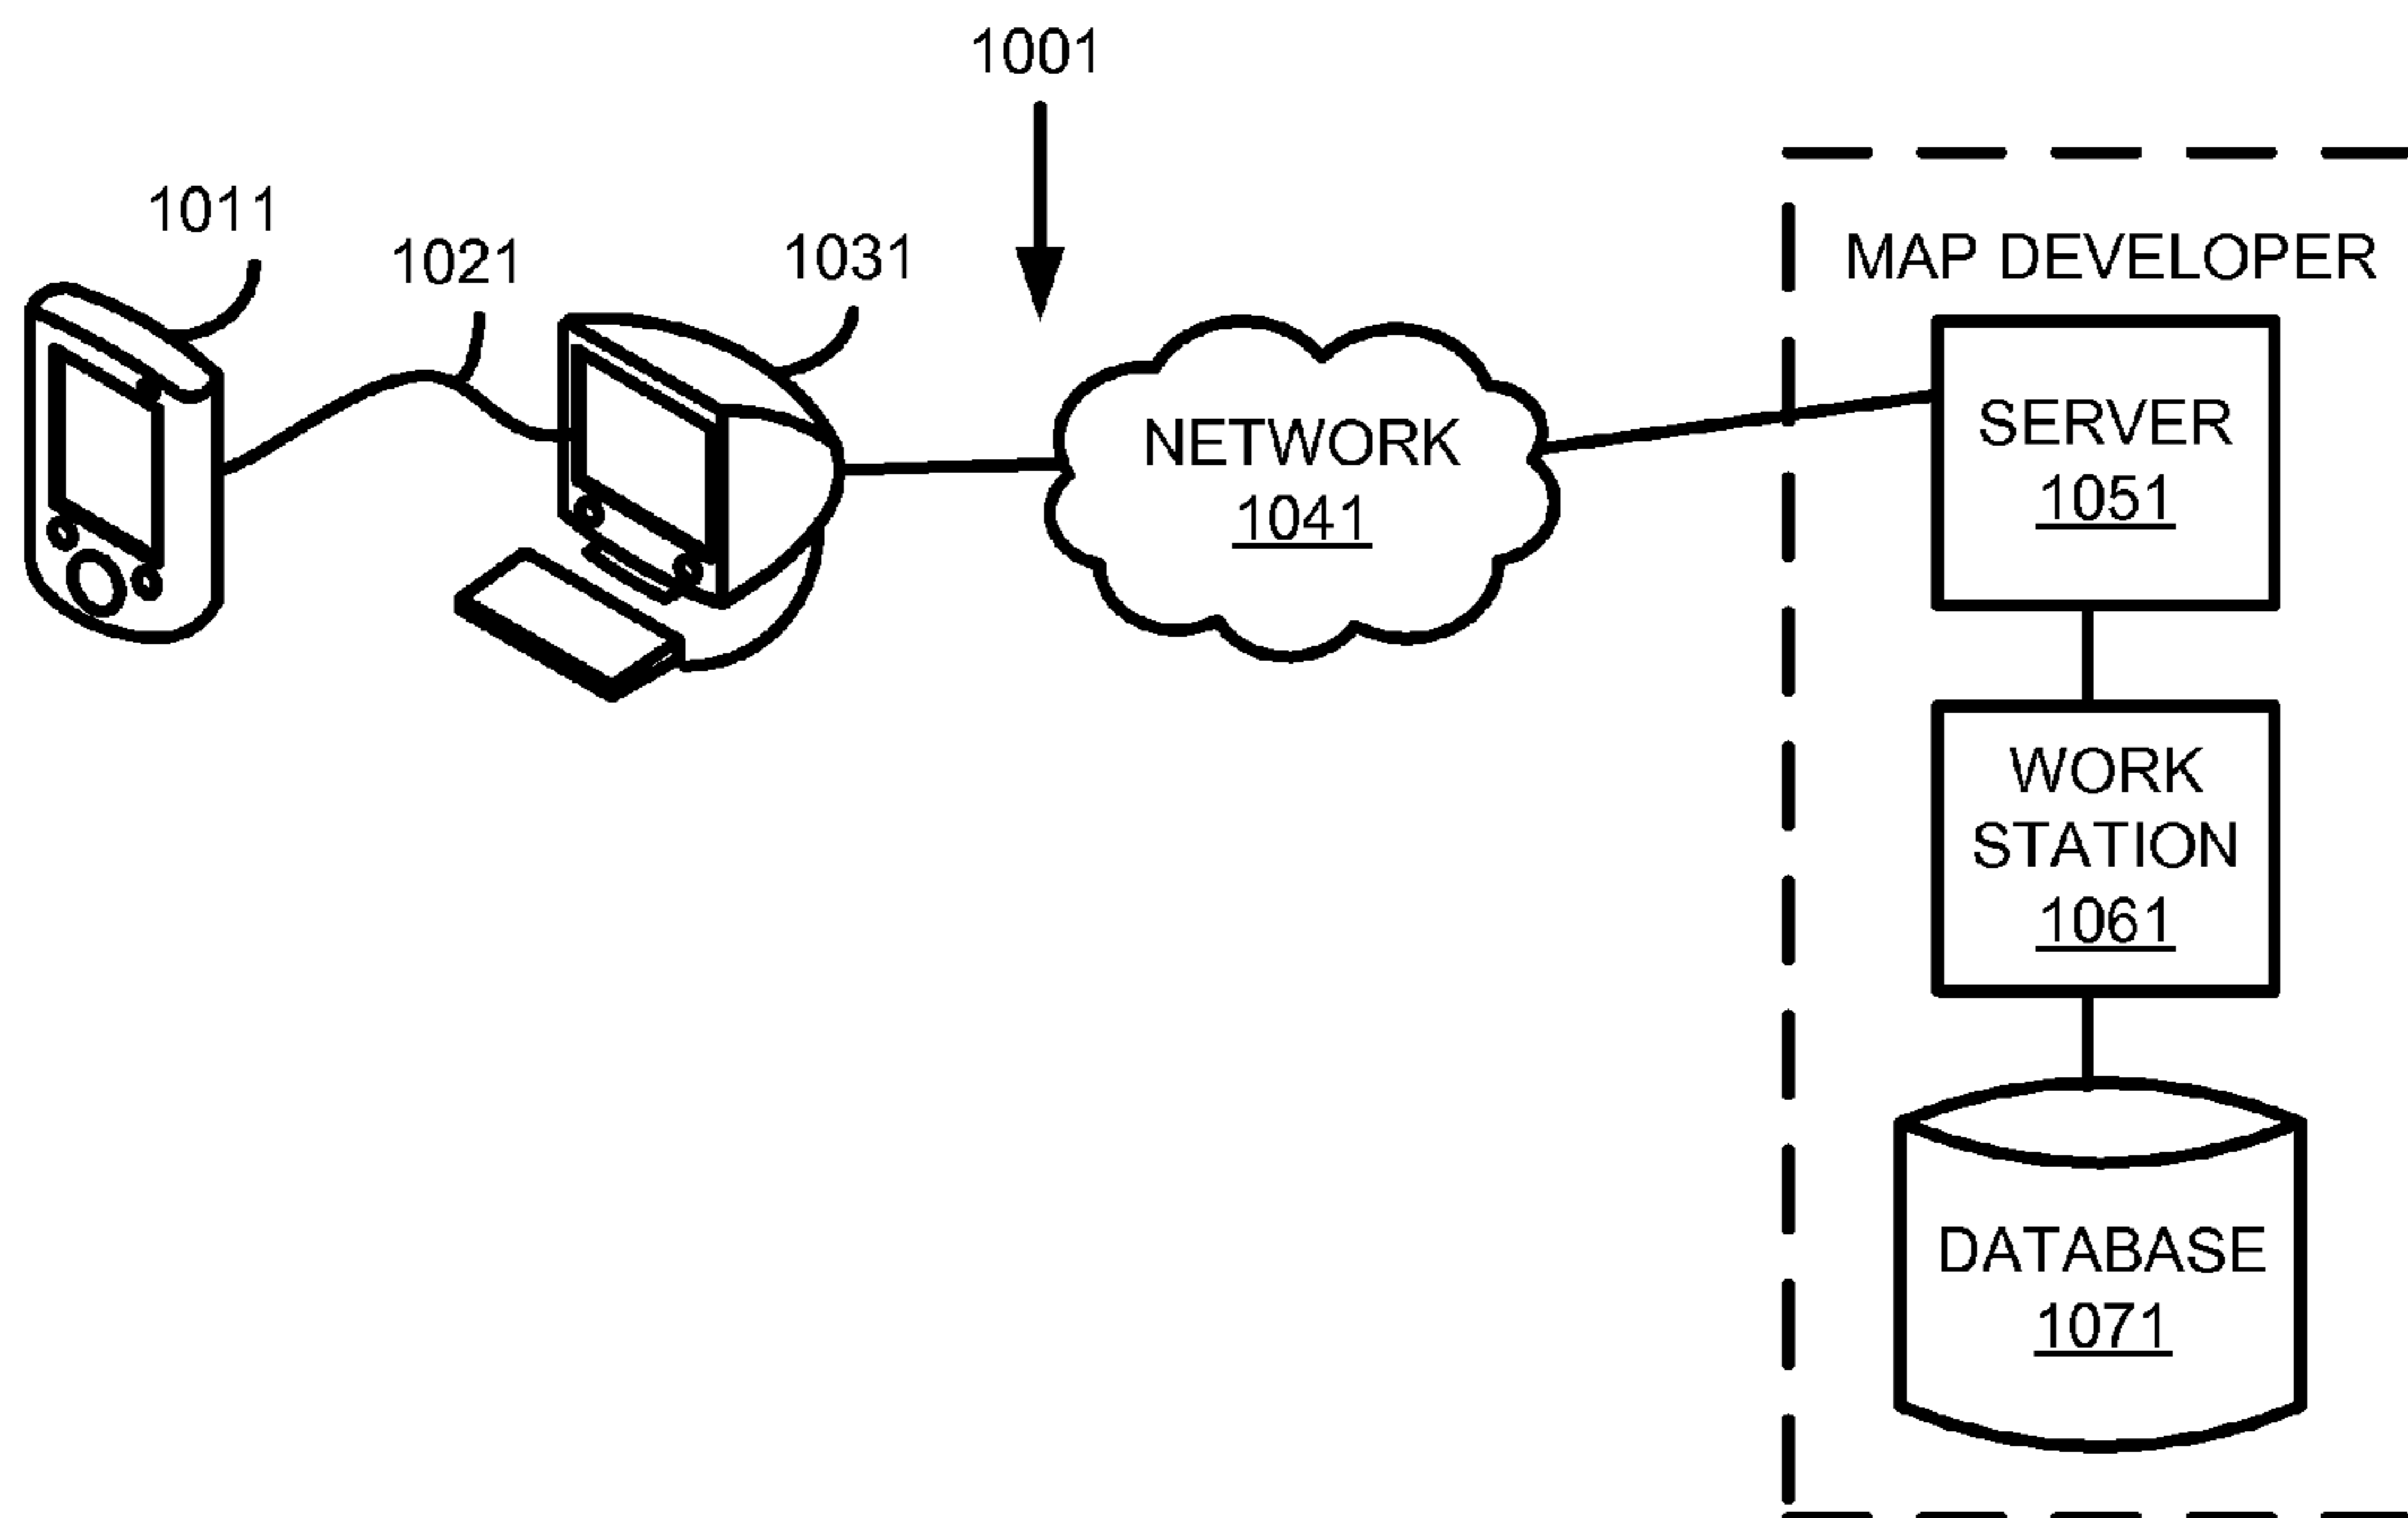 1001
1011
1021
1031
MAP DEVELOPER
NETWORK
1041
SERVER
1051
WORK
STATION
1061
DATABASE
1071